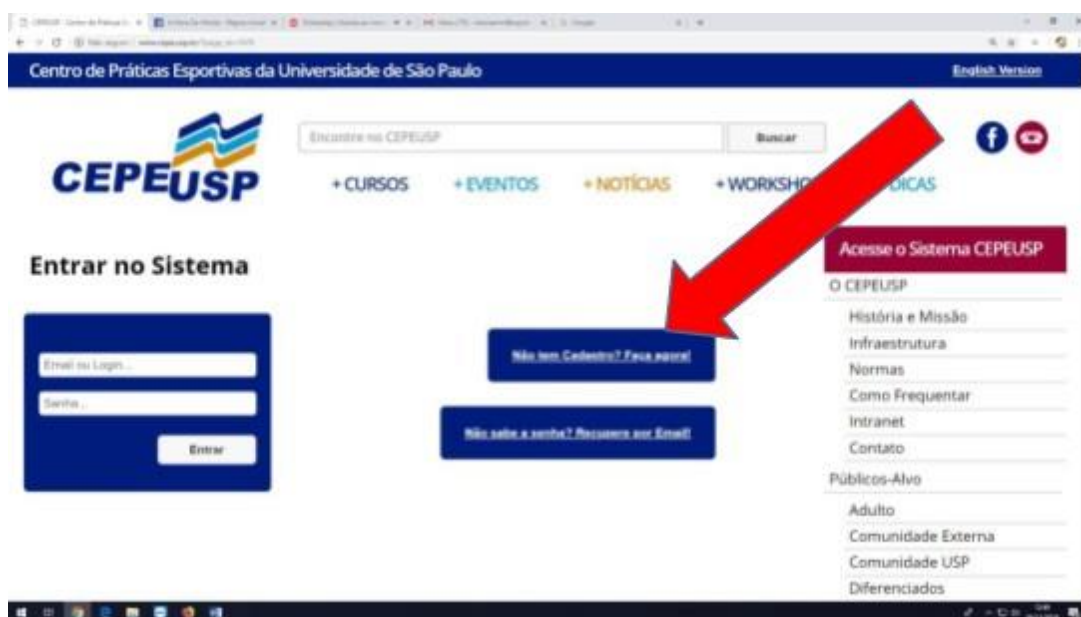 Centro de Práticas Esportivas da Universidade de São Paulo
English Version
CEPEUSP
Encontre no CEPEUSP
Buscar
+ CURSOS
+ EVENTOS
+ NOTÍCIAS
+ WORKSHO
DICAS
Entrar no Sistema
Email ou Login...
Senha...
Entrar
Não tem Cadastro? Faça agora!
Não sabe a senha? Recupere por Email!
Acesse o Sistema CEPEUSP
O CEPEUSP
História e Missão
Infraestrutura
Normas
Como Frequentar
Intranet
Contato
Públicos-Alvo
Adulto
Comunidade Externa
Comunidade USP
Diferenciados